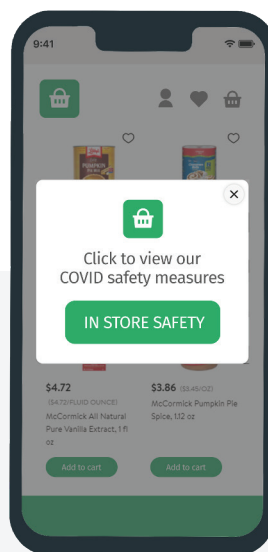 9:41
Click to view our
COVID safety measures
IN STORE SAFETY
$4.72
($4.72/FLUID OUNCE)
McCormick All Natural
Pure Vanilla Extract, 1 fl
oz
Add to cart
$3.86 ($3.45/OZ)
McCormick Pumpkin Pie
Spice, 1.12 oz
Add to cart